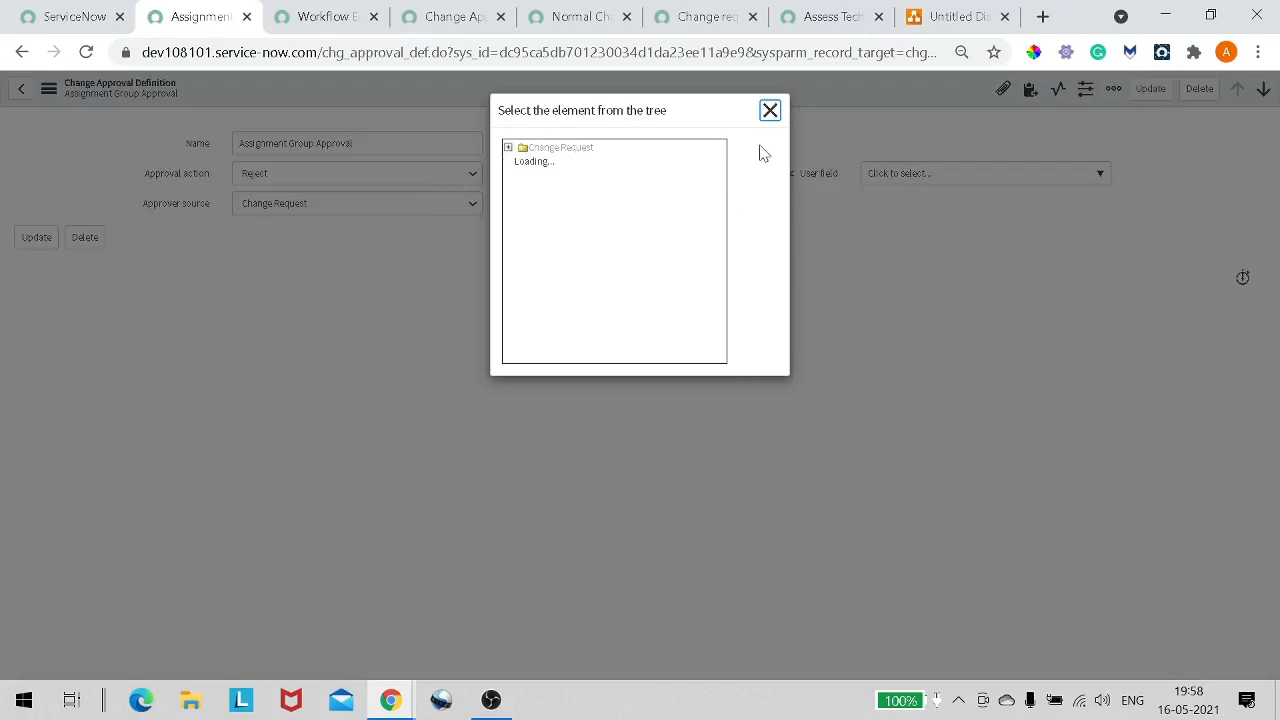 ServiceNow
Assignment
Workflow E
Change Ap
Normal Ch
Change re
Assess Tech
Untitled Di
dev108101.service-now.com/chg_approval_def.do?sys_id=dc95ca5db701230034d1da23ee11a9e9&sysparm_record_target=chg...
A
Change Approval Definition
Assignment Group Approval
Update
Delete
Select the element from the tree
Name
Assignment Group Approval
Change Request
Loading...
Approval action
Reject
User field
Click to select...
Approver source
Change Request
Update
Delete
L
100%
ENG
19:58
16-05-2021